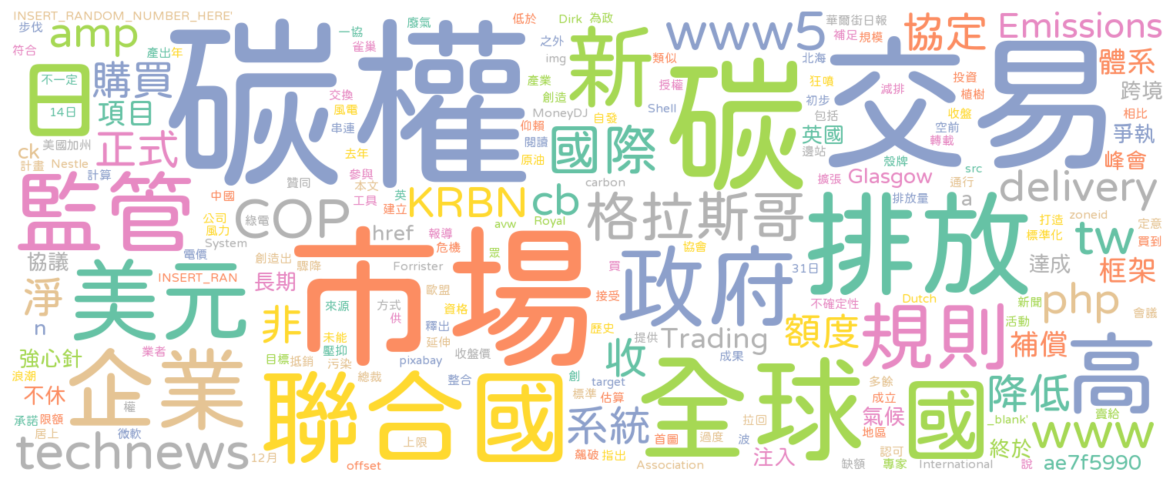 INSERT_RANDOM_NUMBER_HERE'
步伐
amp
符合
廢氣
產出
年
一協
雀巢
低於
Dirk
為政
之外
img
新
類似
www5
華爾街日報
補足
規模
北海
協定
Emissions
體系
跨境
日
不一定
14日
購買
項目
碳權
交換
風電
串連
產業
創造
MoneyDJ
仰賴
自發
閱讀
原油
授權
Shell
碳
狂嗆
初步
包括
英國
邊站
交易
減排
投資
植樹
收盤
空前
轉載
相比
爭執
峰會
美國加州
正式
ck
計畫
Nestle
計算
去年
國際
殼牌
擴張
Glasgow
src
通行
a
排放量
delivery
監管
中國
贊同
參與
本文
工具
英
建立
KRBN
cb
carbon
Royal
avw
格拉斯哥
COP
公司
風力
綠電
System
href
報導
危機
眾
協會
排放
打造
標準化
zoneid
定意
買到
tw
協議
美元
電價
創造出
驟降
INSERT_RAN
長期
市場
Forrister
歐盟
資格
買
接受
政府
31日
不確定性
Dutch
新聞
活動
達成
框架
淨
n
非
來源
未能
壓抑
方式
供
釋出
延伸
歷史
提供
Trading
成果
額度
規則
php
會議
補償
高
強心針
浪潮
業者
企業
目標
抵銷
污染
收盤價
pixabay
總裁
整合
創
target
標準
估算
收
全球
多餘
成立
氣候
地區
國
降低
_blank'
賣給
不休
承諾
限額
居上
權
微軟
聯合國
上限
系統
首圖
拉回
過度
波
注入
缺額
認可
專家
終於
www
technews
12月
offset
飆破
指出
Association
International
說
ae7f5990